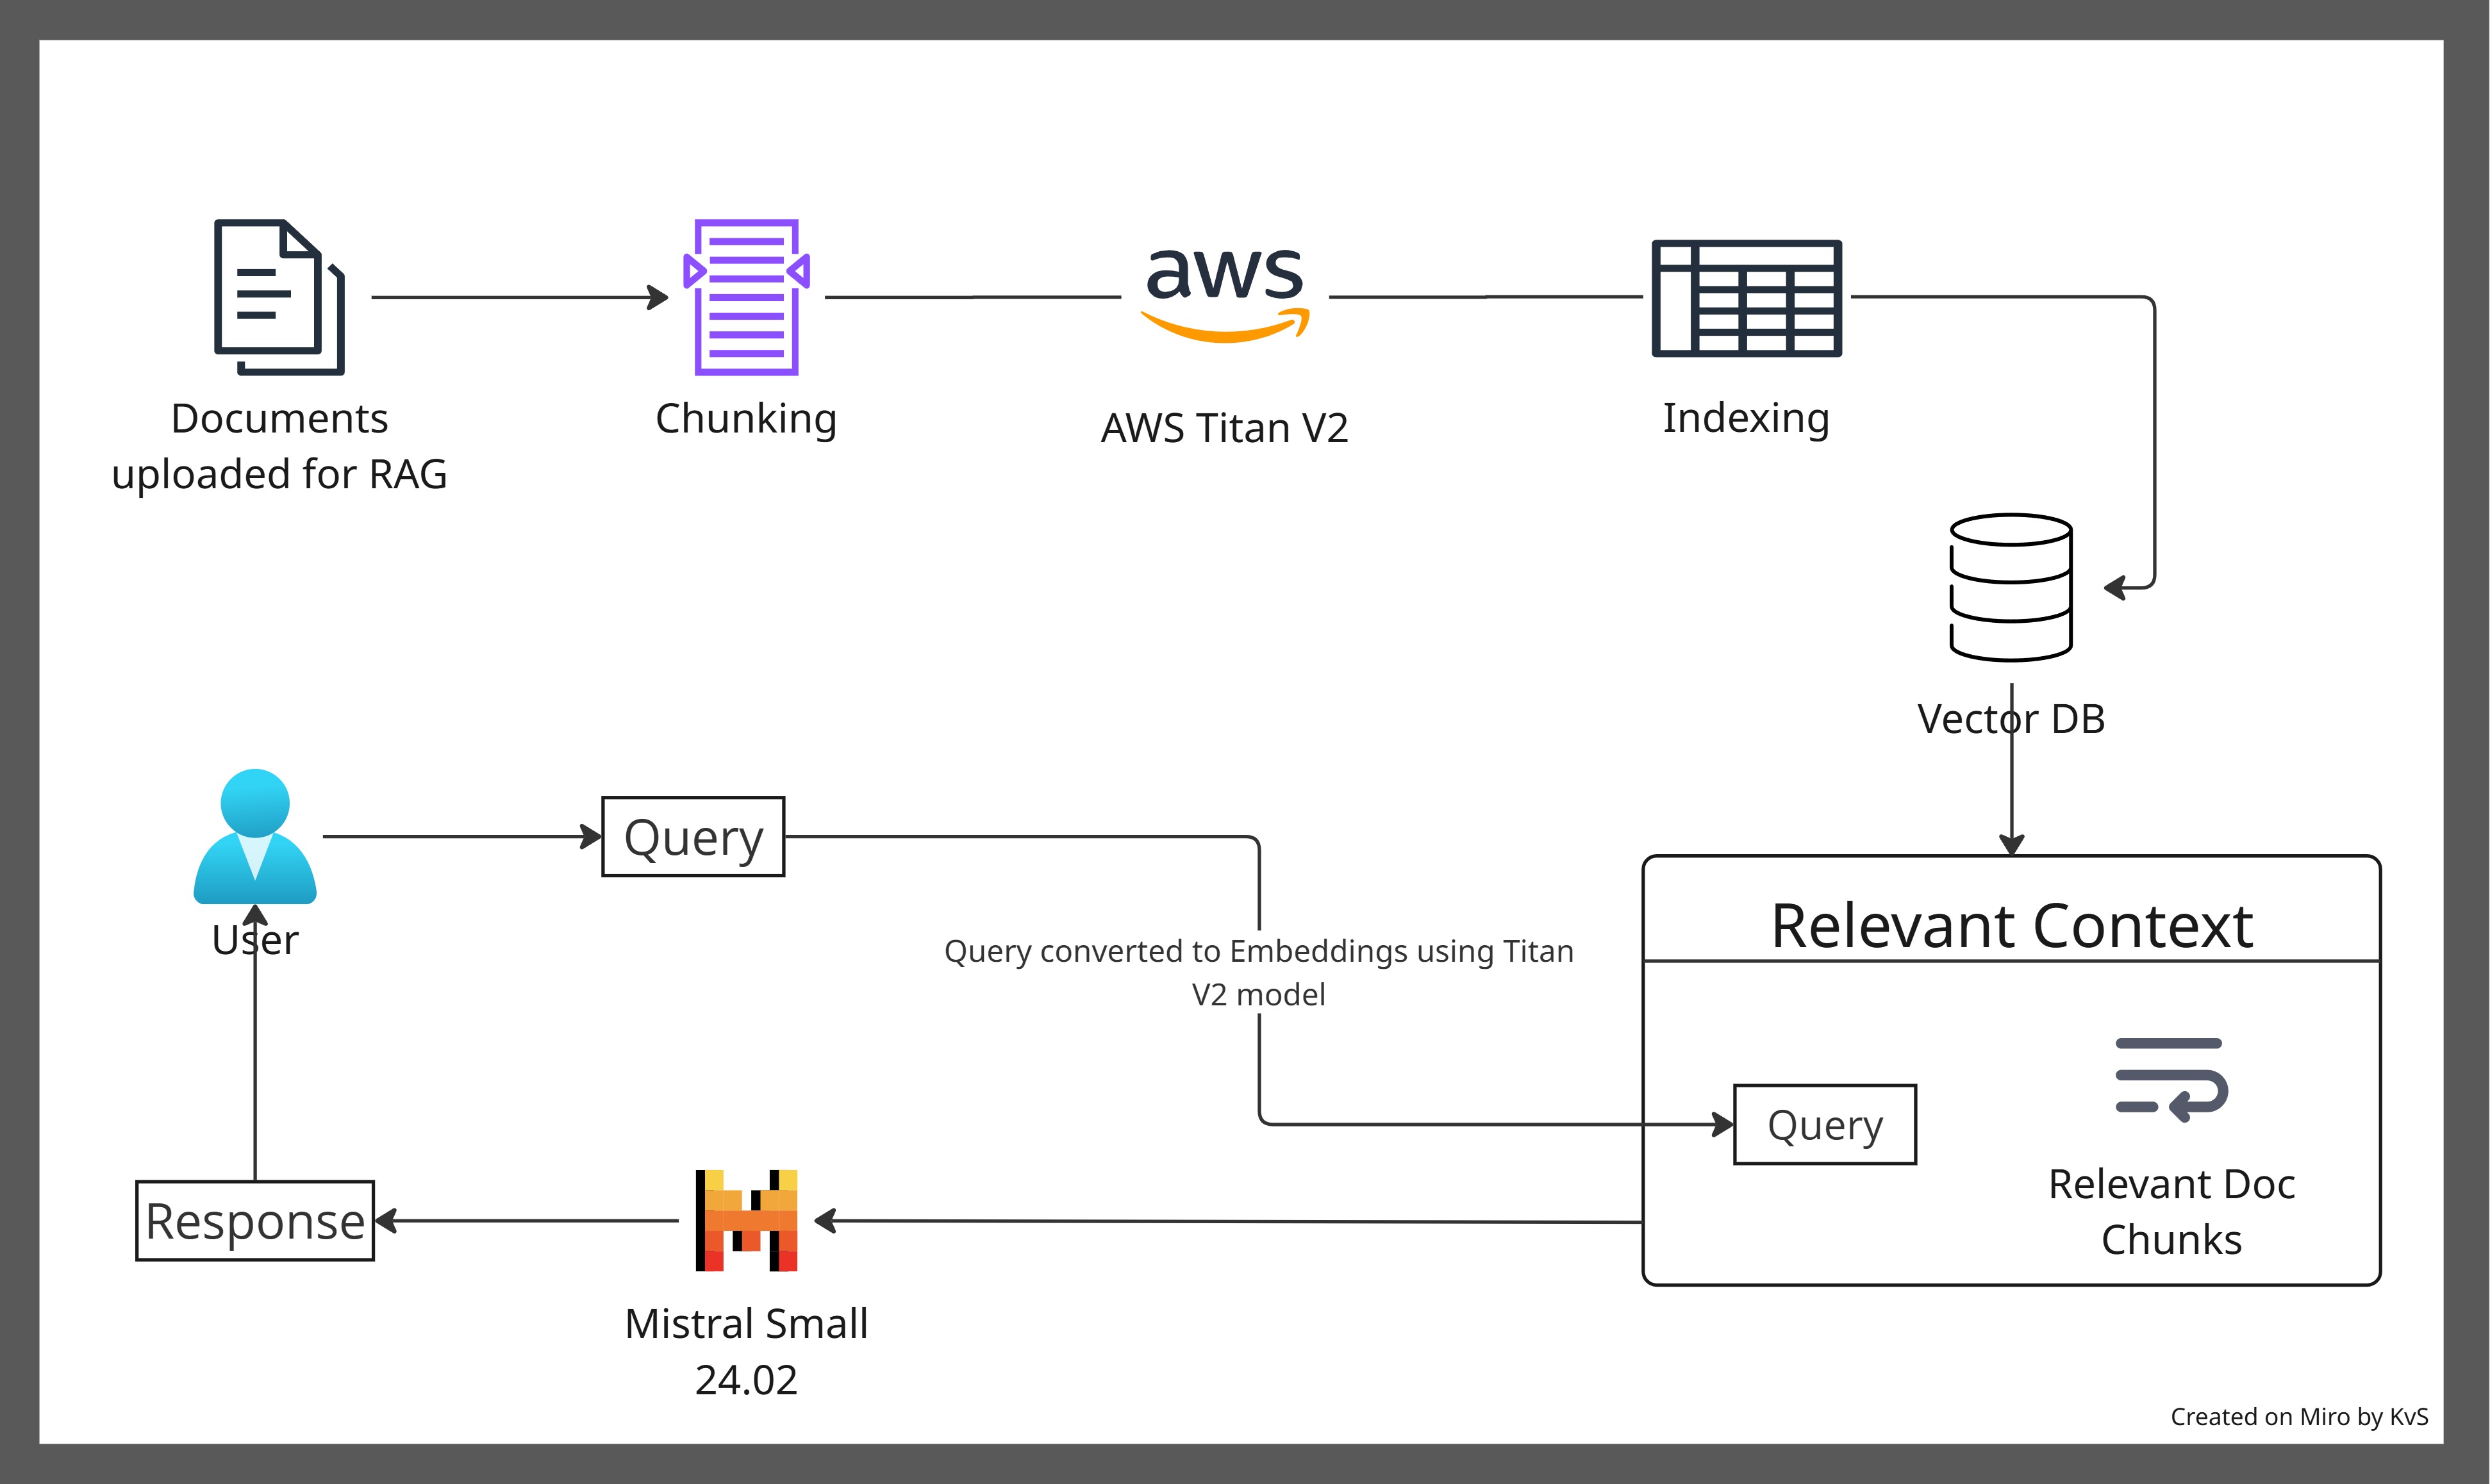 aws
Documents
uploaded for RAG
Chunking
AWS Titan V2
Indexing
Vector DB
User
Query
Query converted to Embeddings using Titan
V2 model
Relevant Context
Query
Relevant Doc
Chunks
Response
Mistral Small
24.02
Created on Miro by KvS